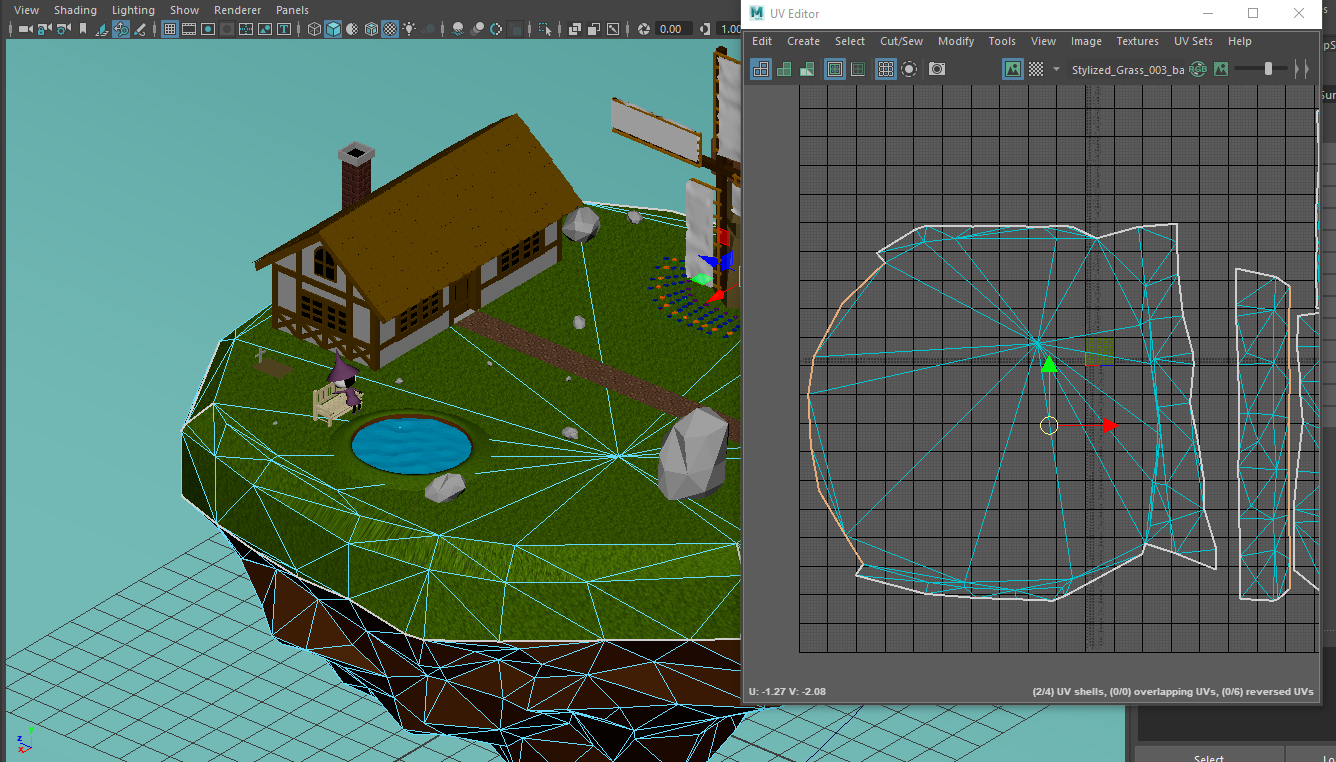 View Shading Lighting Show Renderer Panels
0.00
1.00
UV Editor
Edit Create Select Cut/Sew Modify Tools View Image Textures UV Sets Help
Stylized_Grass_003_ba
RGB
U: -1.27 V: -2.08
(2/4) UV shells, (0/0) overlapping UVs, (0/6) reversed UVs
Select